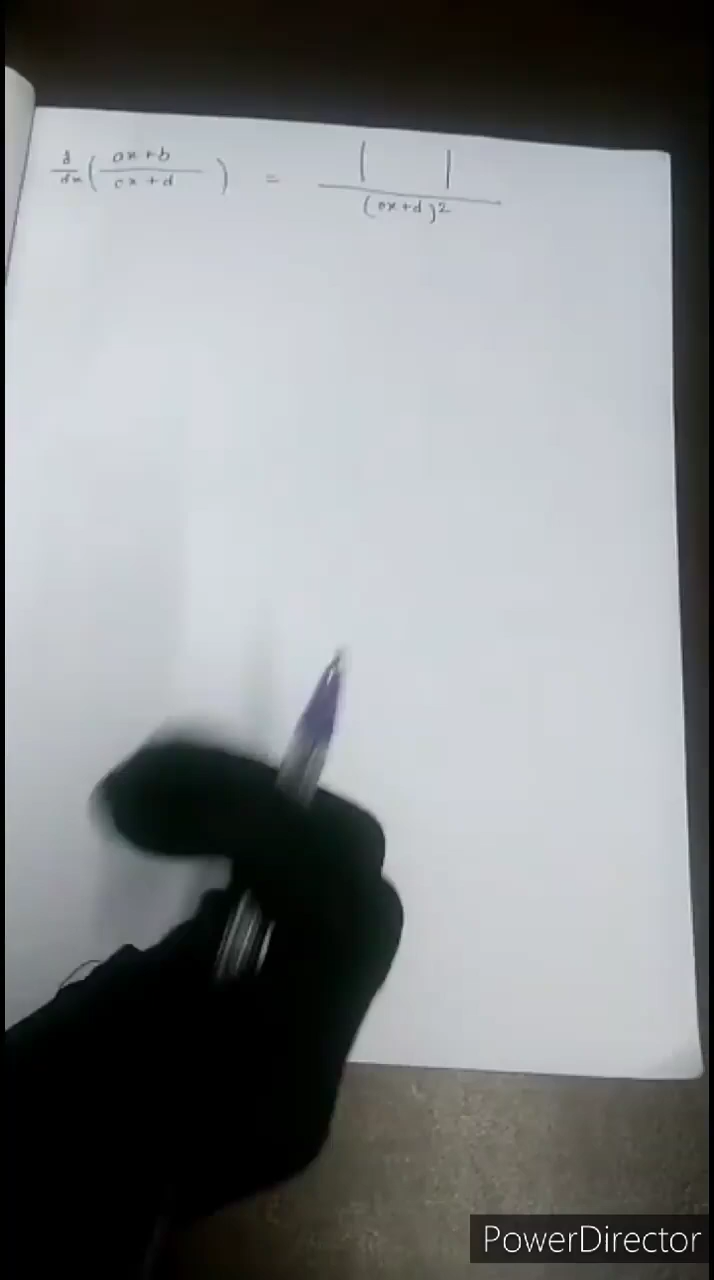 d/dx ( ax + b / cx + d ) = | | / (cx + d)²
PowerDirector